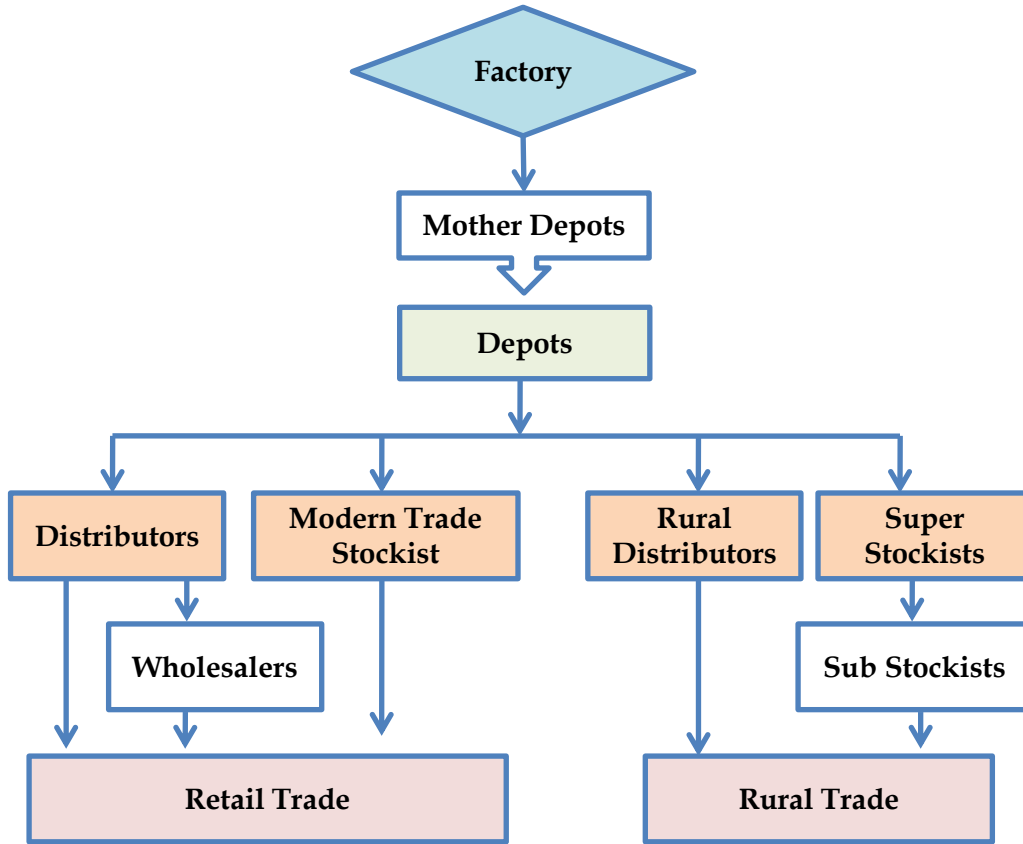 Factory
Mother Depots
Depots
Distributors
Modern Trade
Stockist
Rural
Distributors
Super
Stockists
Wholesalers
Sub Stockists
Retail Trade
Rural Trade